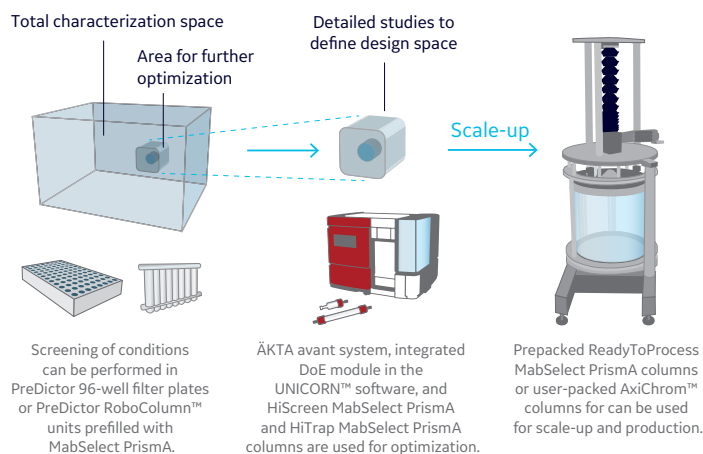 Total characterization space
Area for further
optimization
Detailed studies to
define design space
Scale-up
Screening of conditions
can be performed in
PreDictor 96-well filter plates
or PreDictor RoboColumn™
units prefilled with
MabSelect PrismA.
ÄKTA avant system, integrated
DoE module in the
UNICORN™ software, and
HiScreen MabSelect PrismA
and HiTrap MabSelect PrismA
columns are used for optimization.
Prepacked ReadyToProcess
MabSelect PrismA columns
or user-packed AxiChrom™
columns for can be used
for scale-up and production.